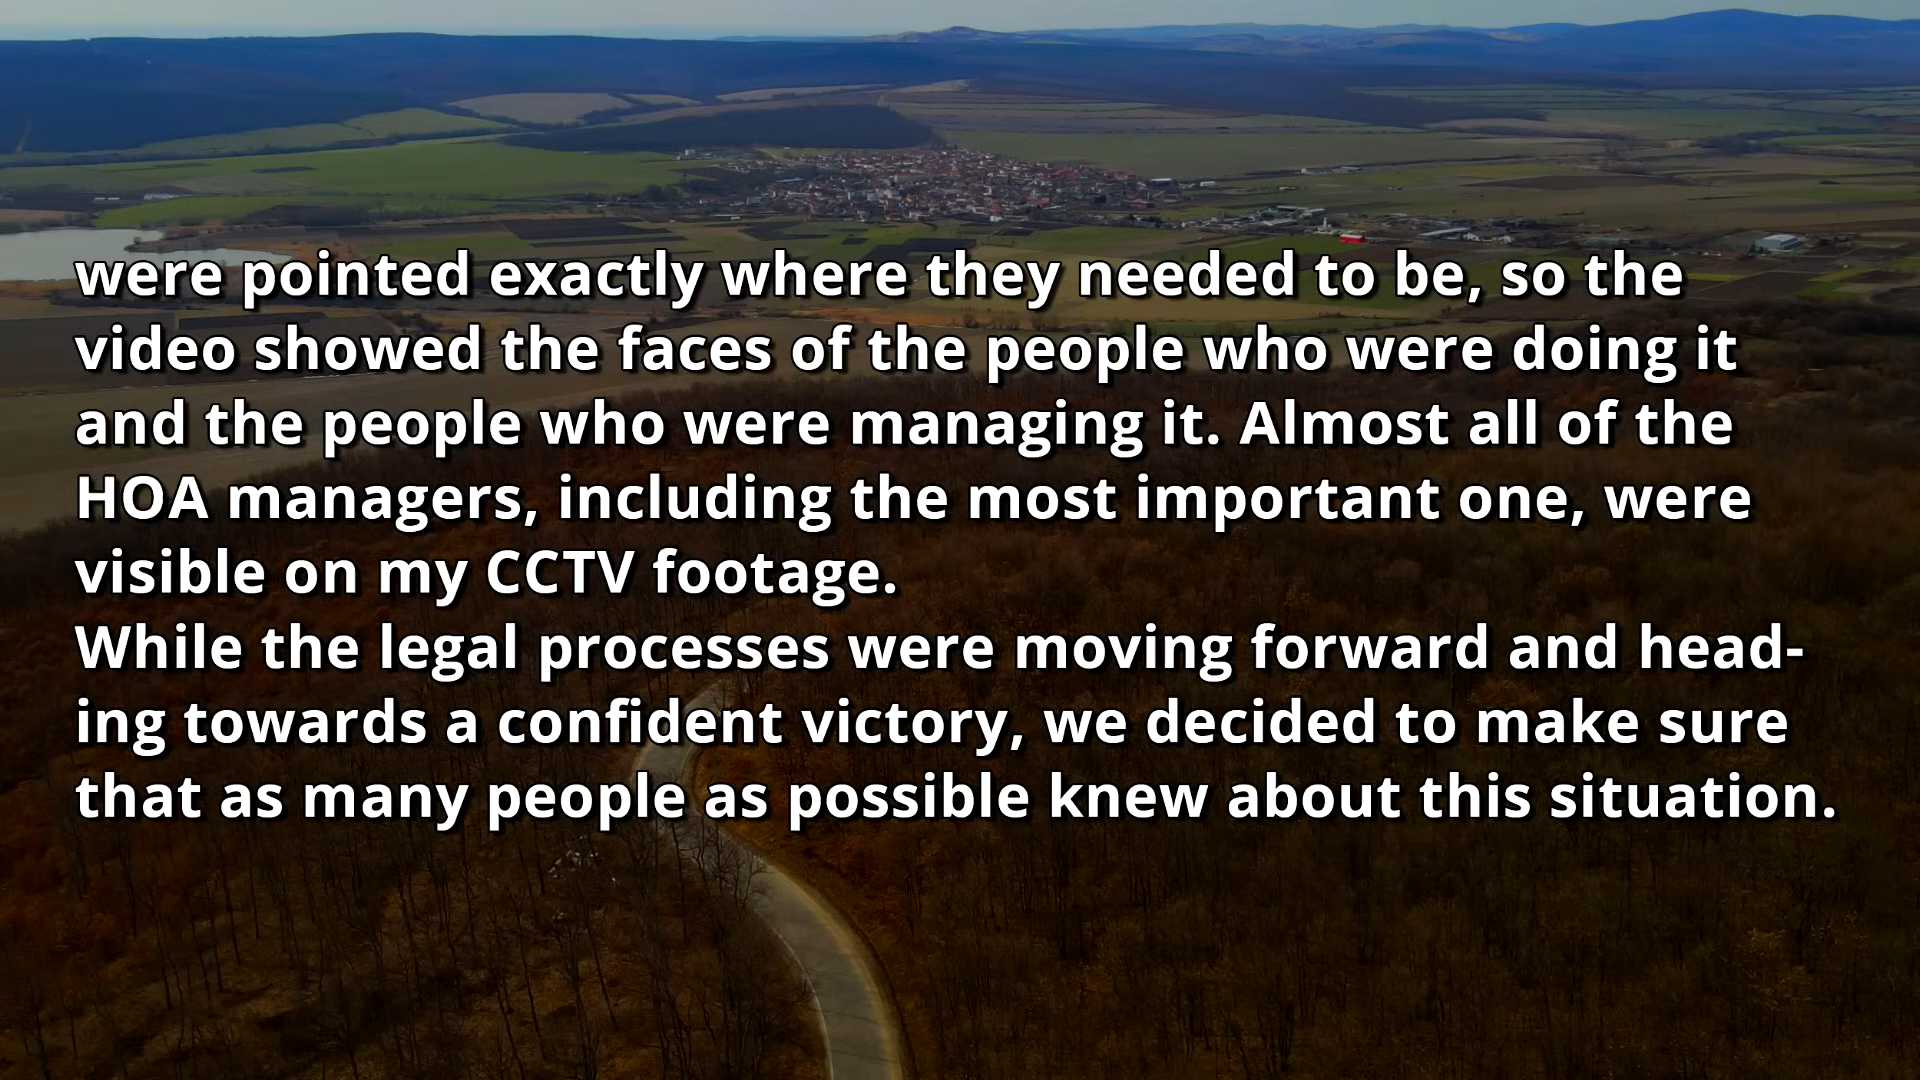 were pointed exactly where they needed to be, so the
video showed the faces of the people who were doing it
and the people who were managing it. Almost all of the
HOA managers, including the most important one, were
visible on my CCTV footage.
While the legal processes were moving forward and head-
ing towards a confident victory, we decided to make sure
that as many people as possible knew about this situation.